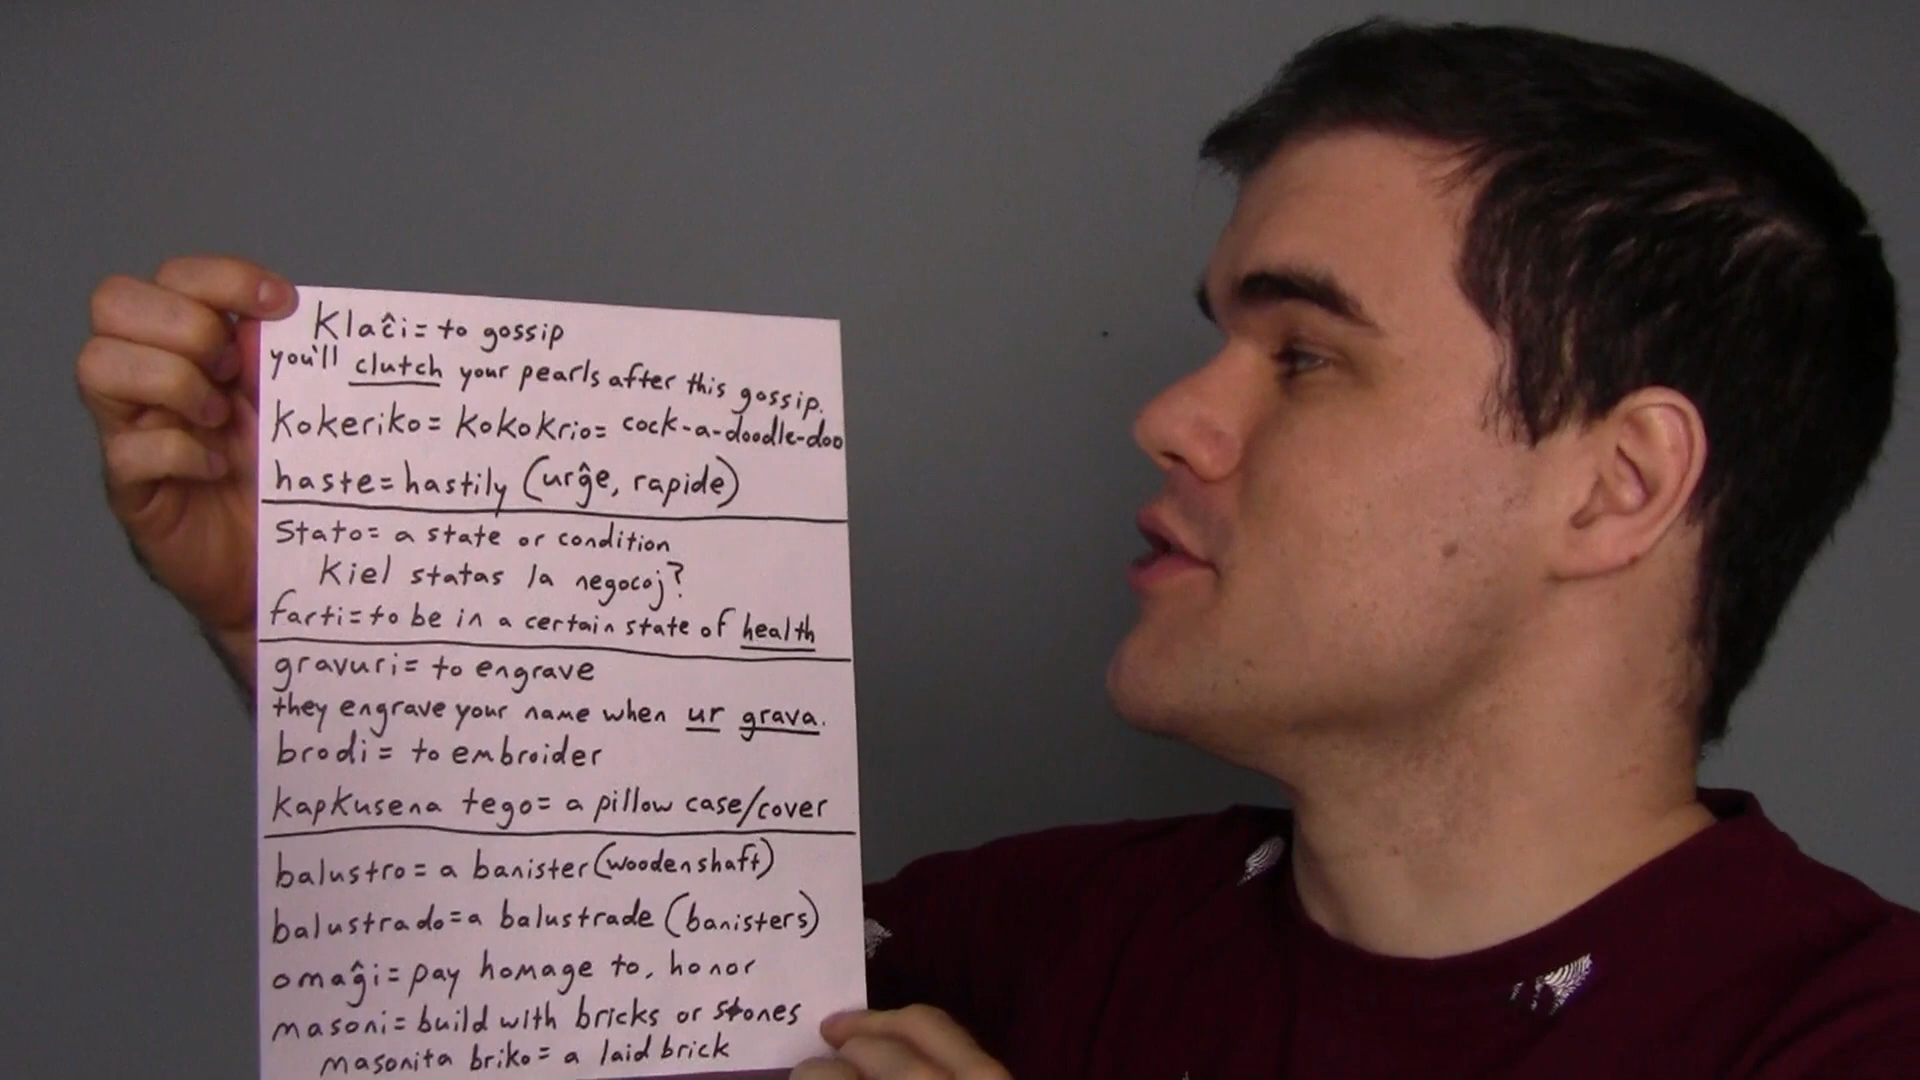 Klaĉi = to gossip
you'll clutch your pearls after this gossip.
Kokeriko = Kokokrio = cock-a-doodle-doo
haste = hastily (urĝe, rapide)
Stato = a state or condition
Kiel statas la negocoj?
farti = to be in a certain state of health
gravuri = to engrave
they engrave your name when ur grava.
brodi = to embroider
Kapkusena tego = a pillow case/cover
balustro = a banister (wooden shaft)
balustrado = a balustrade (banisters)
omaĝi = pay homage to, honor
masoni = build with bricks or stones
masonita briko = a laid brick